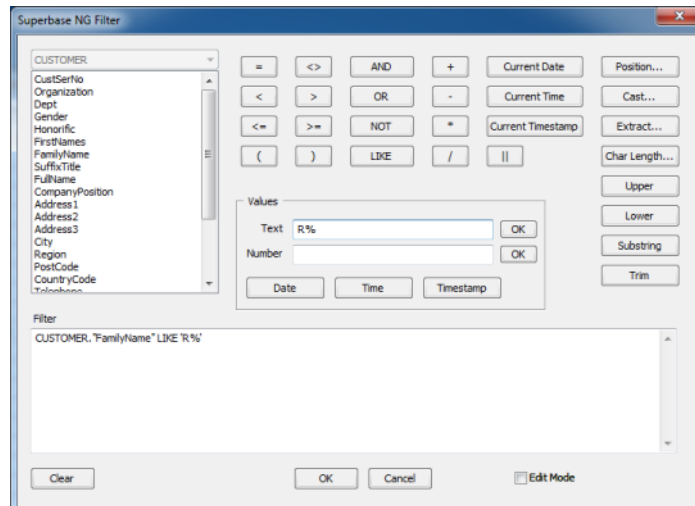 Superbase NG Filter
CUSTOMER
CustSerNo
Organization
Dept
Gender
Honorific
FirstNames
FamilyName
SuffixTitle
FullName
CompanyPosition
Address1
Address2
Address3
City
Region
PostCode
CountryCode
Telephone
= <> AND + Current Date
< > OR - Current Time
<= >= NOT * Current Timestamp
( ) LIKE / ||
Position...
Cast...
Extract...
Char Length...
Upper
Lower
Substring
Trim
Values
Text R% OK
Number OK
Date Time Timestamp
Filter
CUSTOMER."FamilyName" LIKE 'R%'
Clear OK Cancel Edit Mode